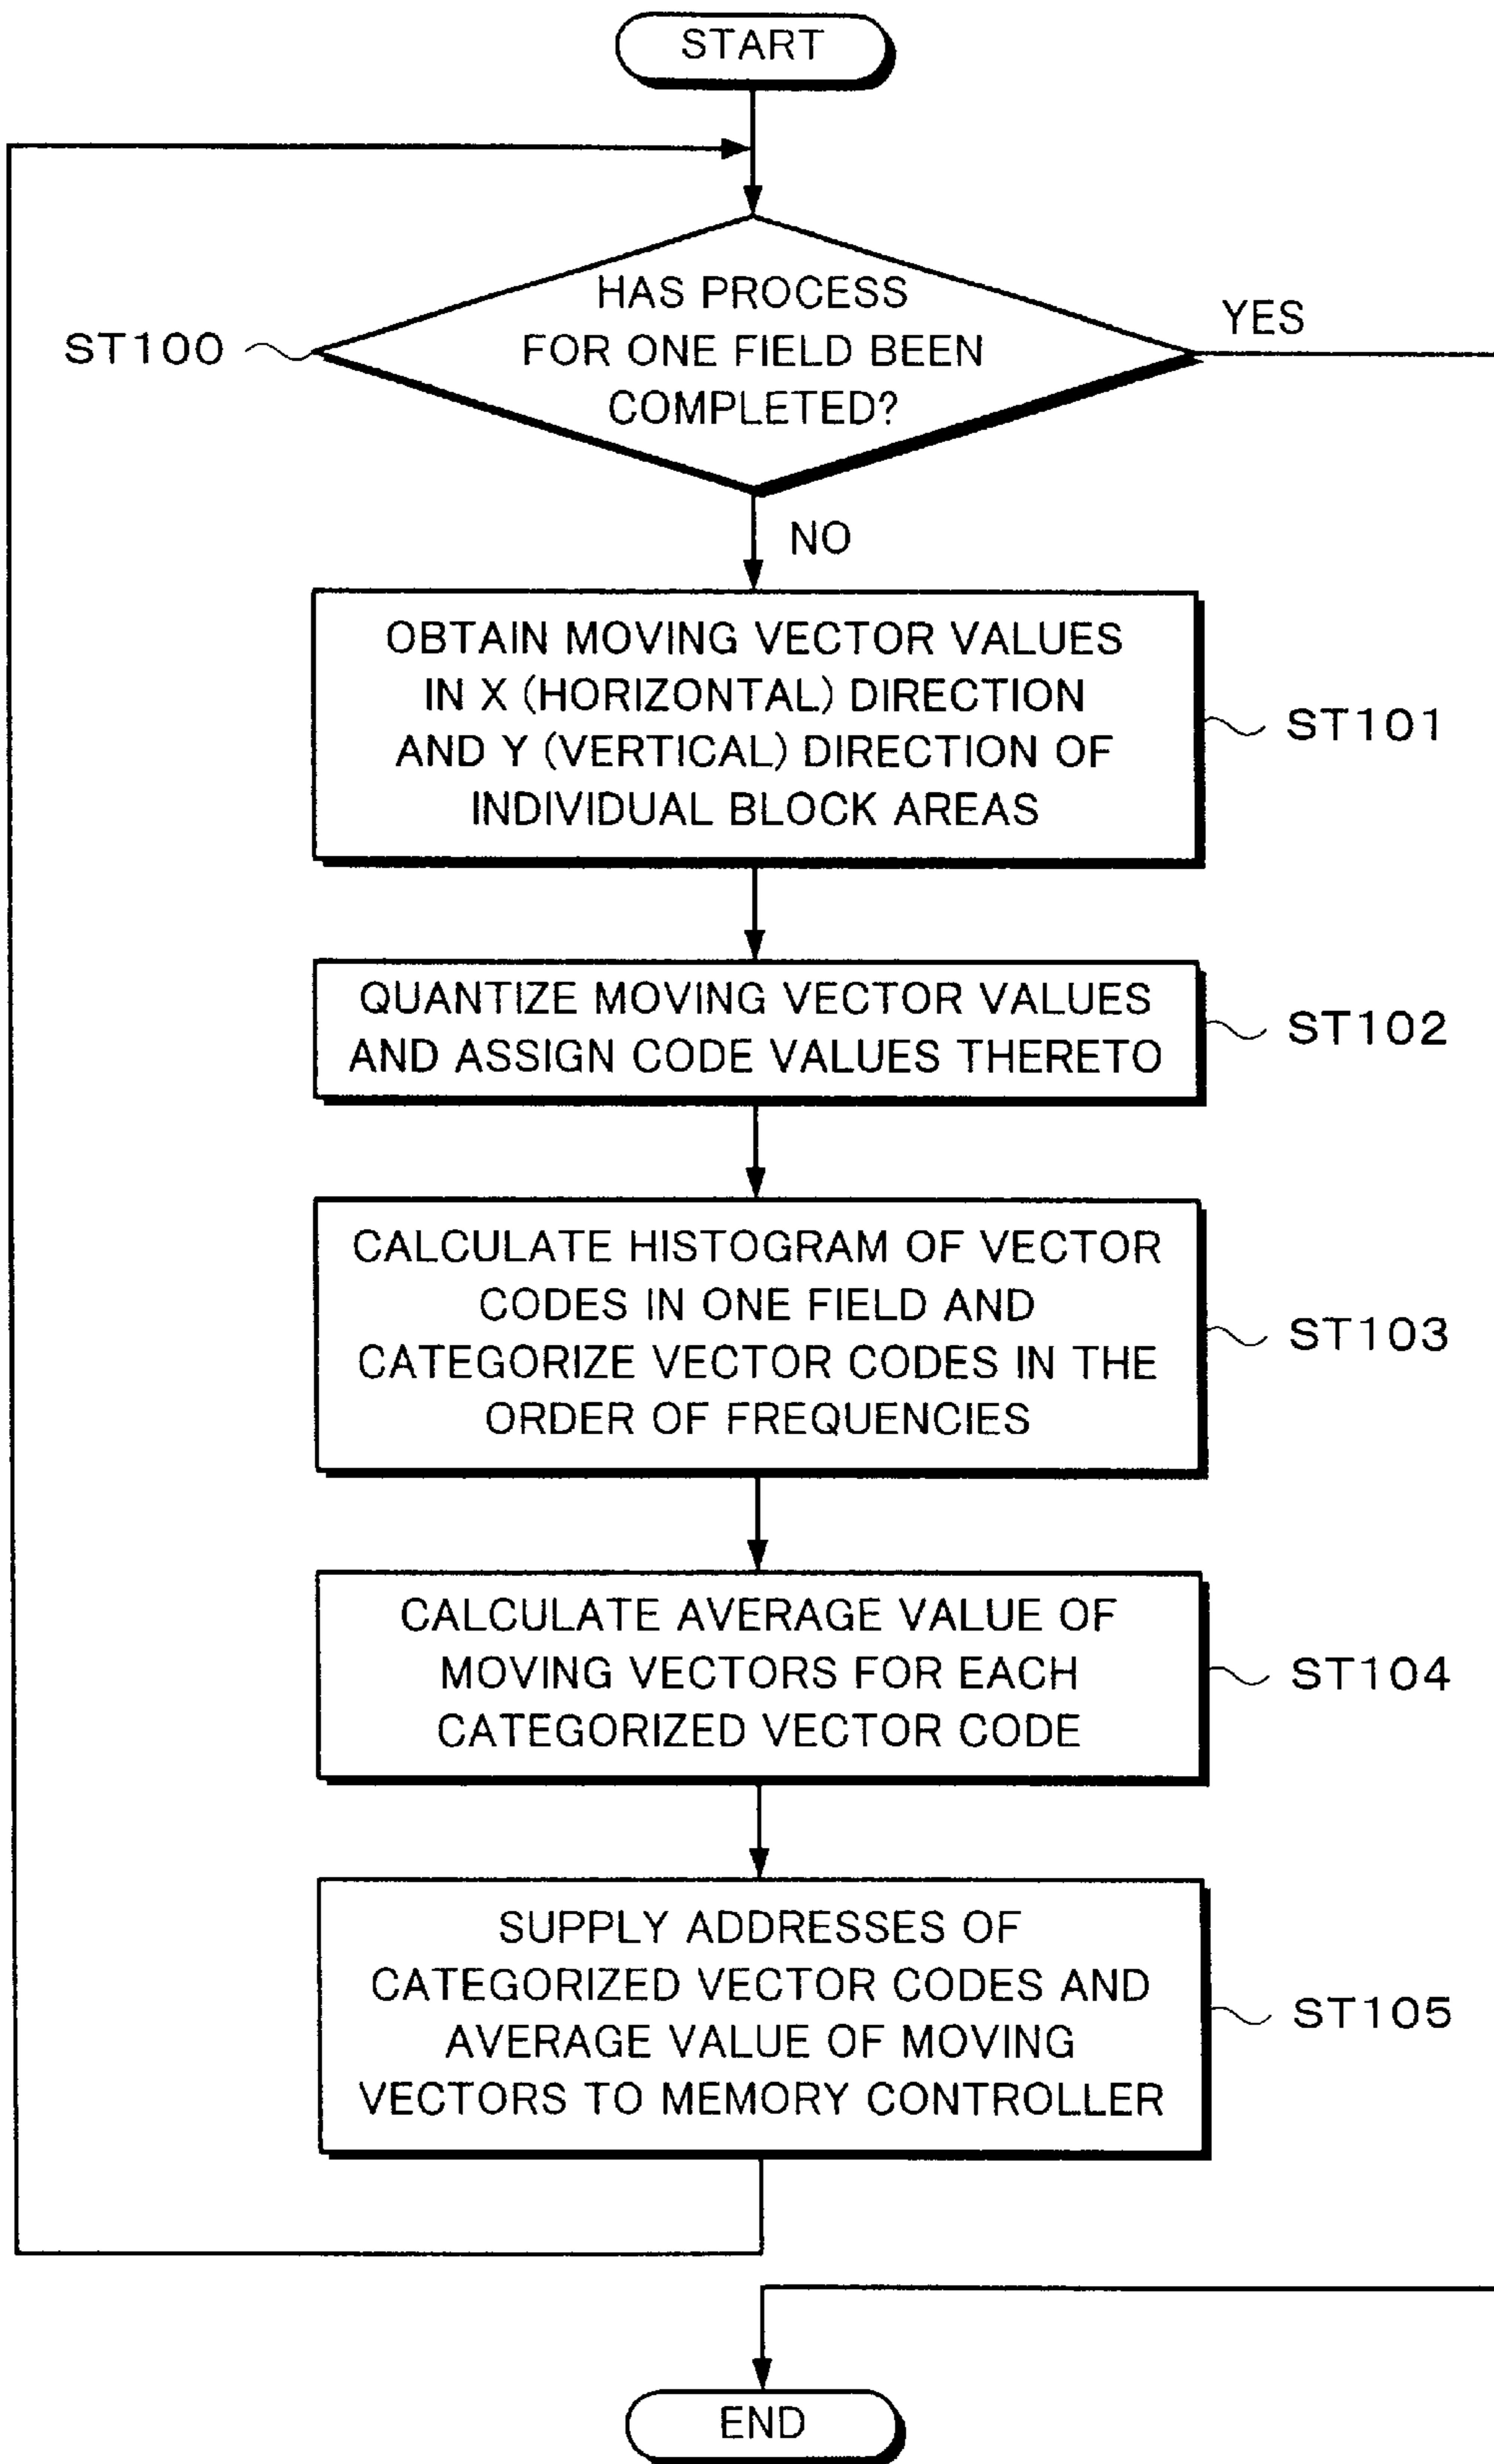 START
HAS PROCESS
FOR ONE FIELD BEEN
COMPLETED?
YES
ST100
NO
OBTAIN MOVING VECTOR VALUES
IN X (HORIZONTAL) DIRECTION
AND Y (VERTICAL) DIRECTION OF
INDIVIDUAL BLOCK AREAS
ST101
QUANTIZE MOVING VECTOR VALUES
AND ASSIGN CODE VALUES THERETO
ST102
CALCULATE HISTOGRAM OF VECTOR
CODES IN ONE FIELD AND
CATEGORIZE VECTOR CODES IN THE
ORDER OF FREQUENCIES
ST103
CALCULATE AVERAGE VALUE OF
MOVING VECTORS FOR EACH
CATEGORIZED VECTOR CODE
ST104
SUPPLY ADDRESSES OF
CATEGORIZED VECTOR CODES AND
AVERAGE VALUE OF MOVING
VECTORS TO MEMORY CONTROLLER
ST105
END